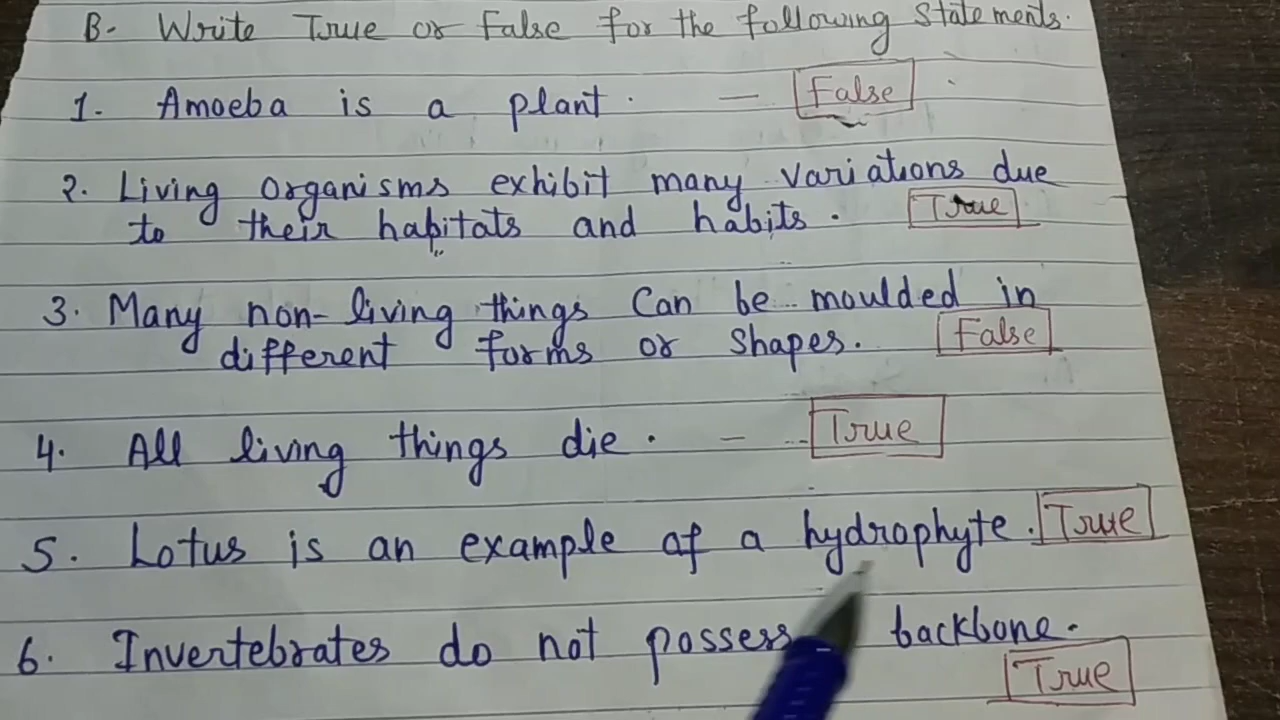 B- Write True or False for the following Statements.
1. Amoeba is a plant. — False
2. Living organisms exhibit many variations due
to their habitats and habits. True
3. Many non-living things Can be moulded in
different forms or Shapes. False
4. All living things die. — True
5. Lotus is an example of a hydrophyte. True
6. Invertebrates do not possess backbone.
True